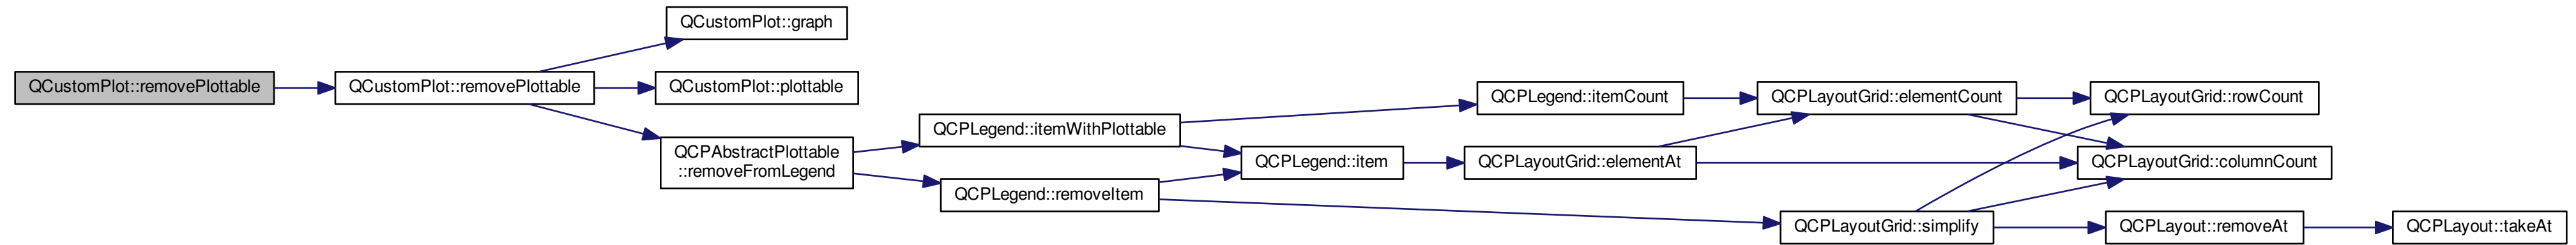 QCustomPlot::removePlottable
QCustomPlot::removePlottable
QCustomPlot::graph
QCustomPlot::plottable
QCPAbstractPlottable
::removeFromLegend
QCPLegend::itemWithPlottable
QCPLegend::removeItem
QCPLegend::item
QCPLegend::itemCount
QCPLayoutGrid::elementAt
QCPLayoutGrid::elementCount
QCPLayoutGrid::simplify
QCPLayoutGrid::rowCount
QCPLayoutGrid::columnCount
QCPLayout::removeAt
QCPLayout::takeAt